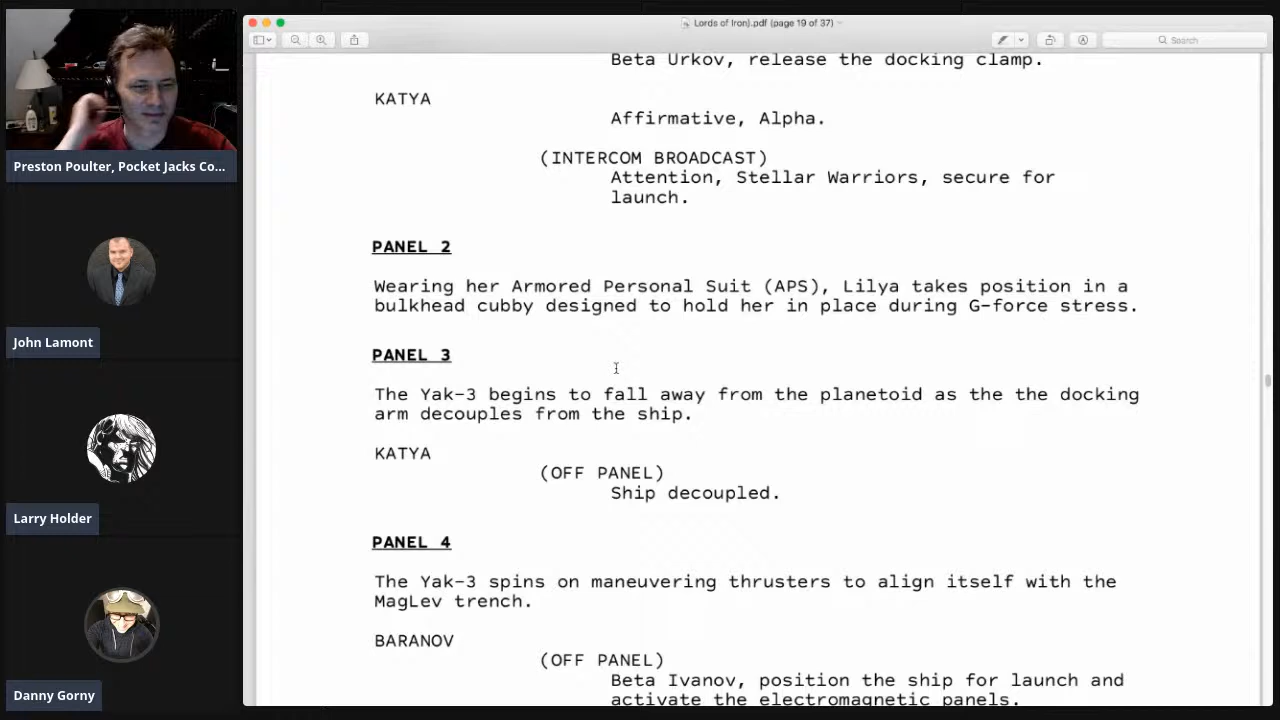 Lords of Iron).pdf (page 19 of 37)
Search
Preston Poulter, Pocket Jacks Co...
John Lamont
Larry Holder
Danny Gorny
Beta Urkov, release the docking clamp.
KATYA
Affirmative, Alpha.
(INTERCOM BROADCAST)
Attention, Stellar Warriors, secure for
launch.
PANEL 2
Wearing her Armored Personal Suit (APS), Lilya takes position in a
bulkhead cubby designed to hold her in place during G-force stress.
PANEL 3
The Yak-3 begins to fall away from the planetoid as the the docking
arm decouples from the ship.
KATYA
(OFF PANEL)
Ship decoupled.
PANEL 4
The Yak-3 spins on maneuvering thrusters to align itself with the
MagLev trench.
BARANOV
(OFF PANEL)
Beta Ivanov, position the ship for launch and
activate the electromagnetic panels.